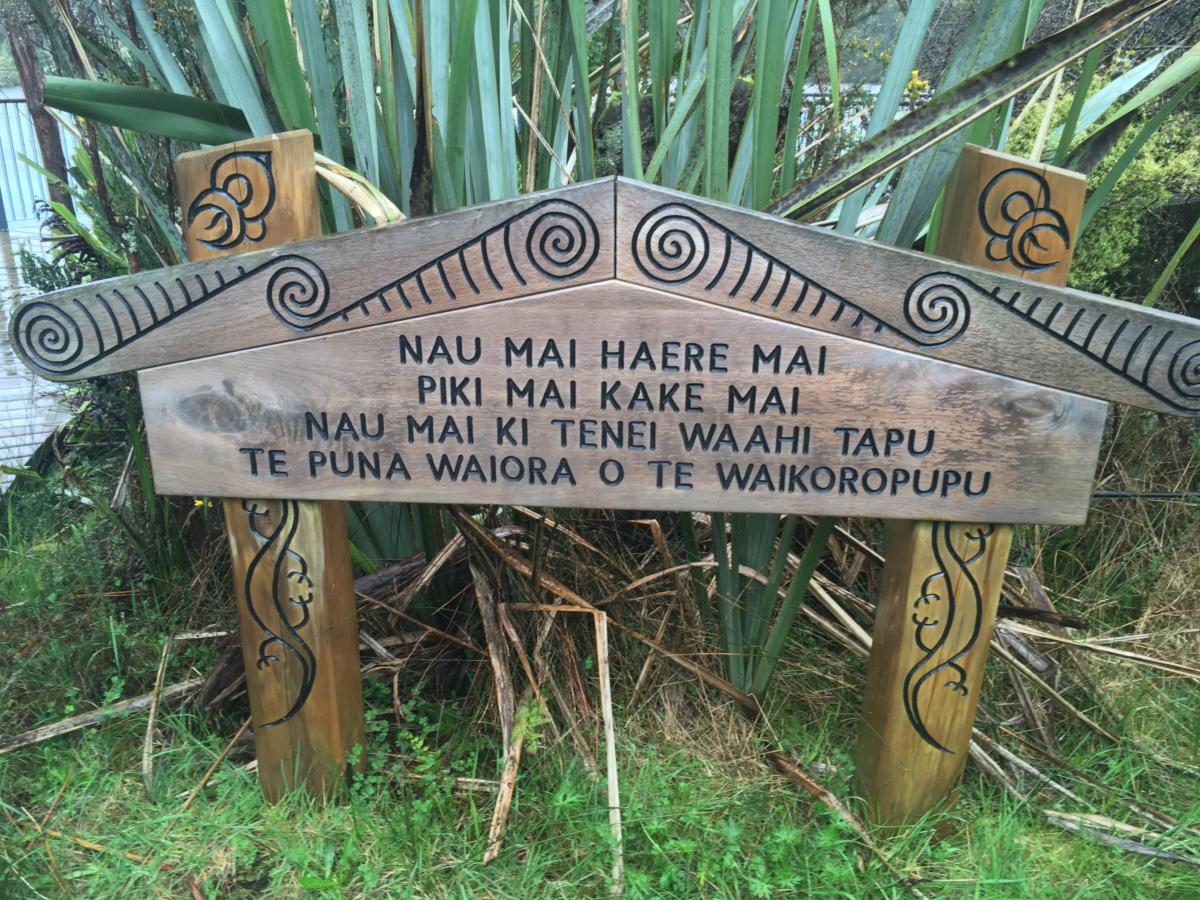 NAU MAI HAERE MAI
PIKI MAI KAKE MAI
NAU MAI KI TENEI WAAHI TAPU
TE PUNA WAIORA O TE WAIKOROPUPU